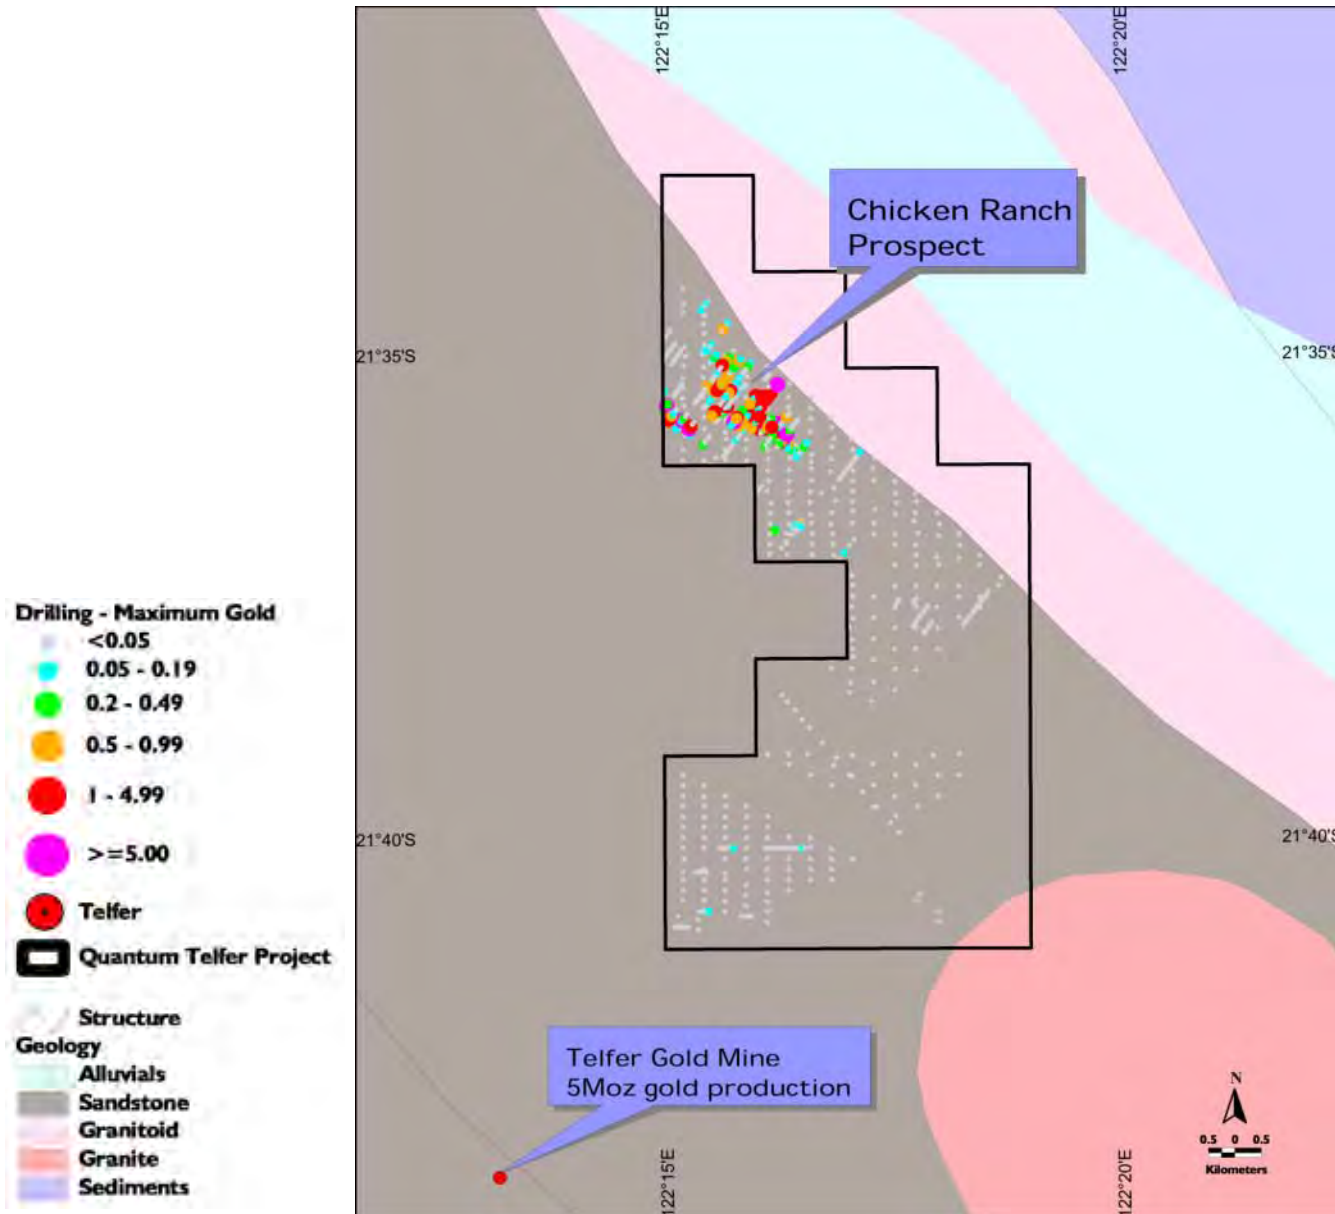 122°15'E
122°20'E
Chicken Ranch
Prospect
21°35'S
21°35'S
Drilling - Maximum Gold
<0.05
0.05 - 0.19
0.2 - 0.49
0.5 - 0.99
1 - 4.99
>=5.00
Telfer
Quantum Telfer Project
Structure
Geology
Alluvials
Sandstone
Granitoid
Granite
Sediments
21°40'S
21°40'S
Telfer Gold Mine
5Moz gold production
N
0.5 0 0.5
Kilometers
122°15'E
122°20'E